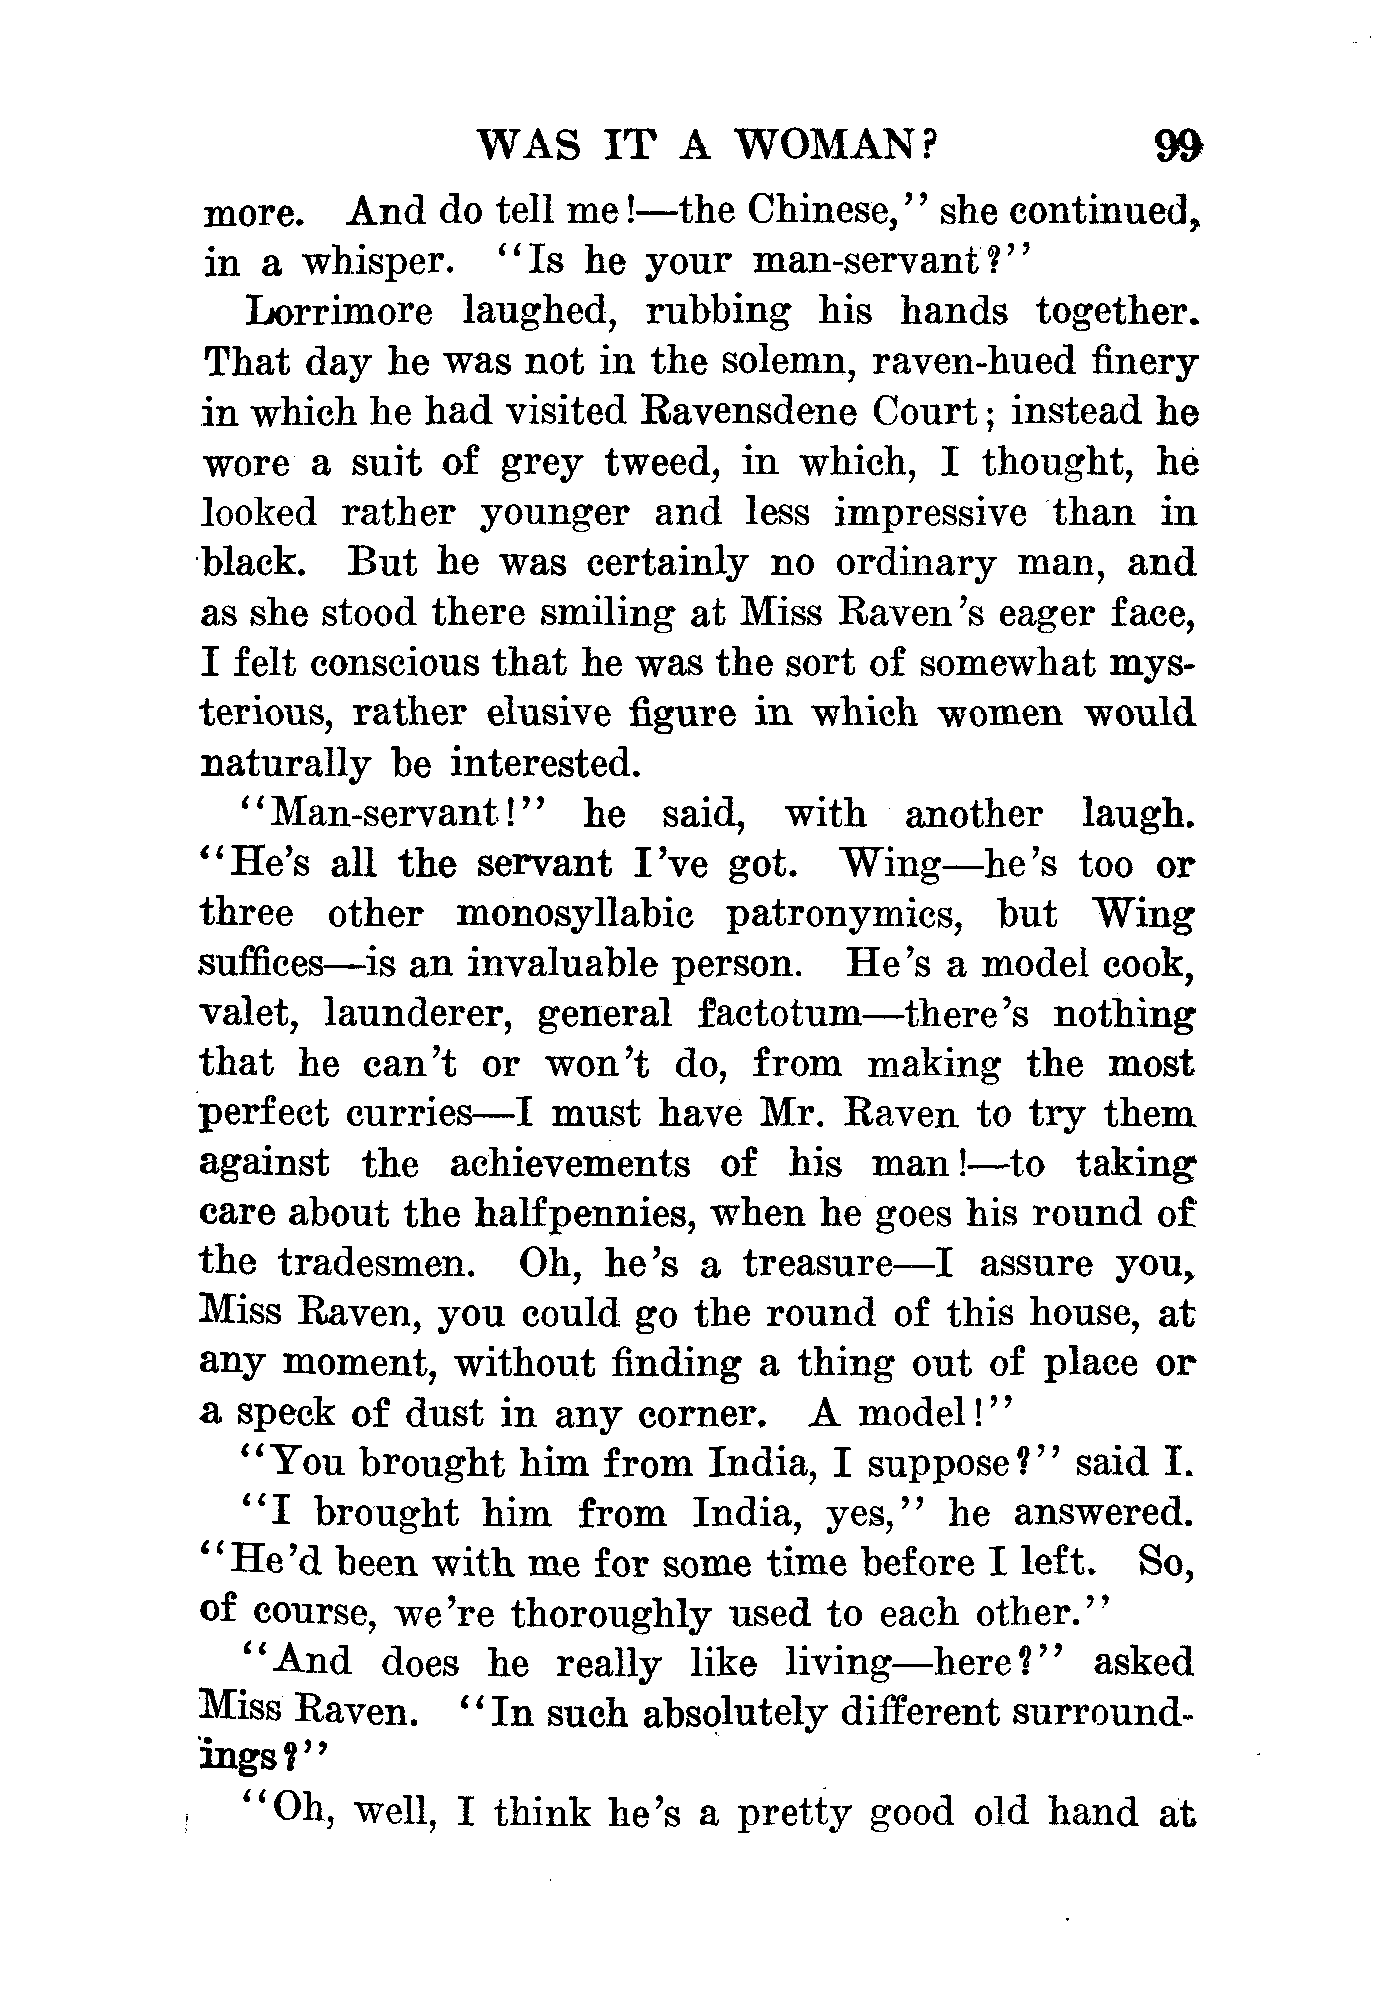 WAS IT A WOMAN? 99
more. And do tell me!—the Chinese,” she continued,
in a whisper. “Is he your man-servant?”
Lorrimore laughed, rubbing his hands together.
That day he was not in the solemn, raven-hued finery
in which he had visited Ravensdene Court; instead he
wore a suit of grey tweed, in which, I thought, he
looked rather younger and less impressive than in
black. But he was certainly no ordinary man, and
as she stood there smiling at Miss Raven’s eager face,
I felt conscious that he was the sort of somewhat mys-
terious, rather elusive figure in which women would
naturally be interested.
“Man-servant!” he said, with another laugh.
“He’s all the servant I’ve got. Wing—he’s too or
three other monosyllabic patronymics, but Wing
suffices—is an invaluable person. He’s a model cook,
valet, launderer, general factotum—there’s nothing
that he can’t or won’t do, from making the most
perfect curries—I must have Mr. Raven to try them
against the achievements of his man!—to taking
care about the halfpennies, when he goes his round of
the tradesmen. Oh, he’s a treasure—I assure you,
Miss Raven, you could go the round of this house, at
any moment, without finding a thing out of place or
a speck of dust in any corner. A model!”
“You brought him from India, I suppose?” said I.
“I brought him from India, yes,” he answered.
“He’d been with me for some time before I left. So,
of course, we’re thoroughly used to each other.”
“And does he really like living—here?” asked
Miss Raven. “In such absolutely different surround-
ings?”
“Oh, well, I think he’s a pretty good old hand at